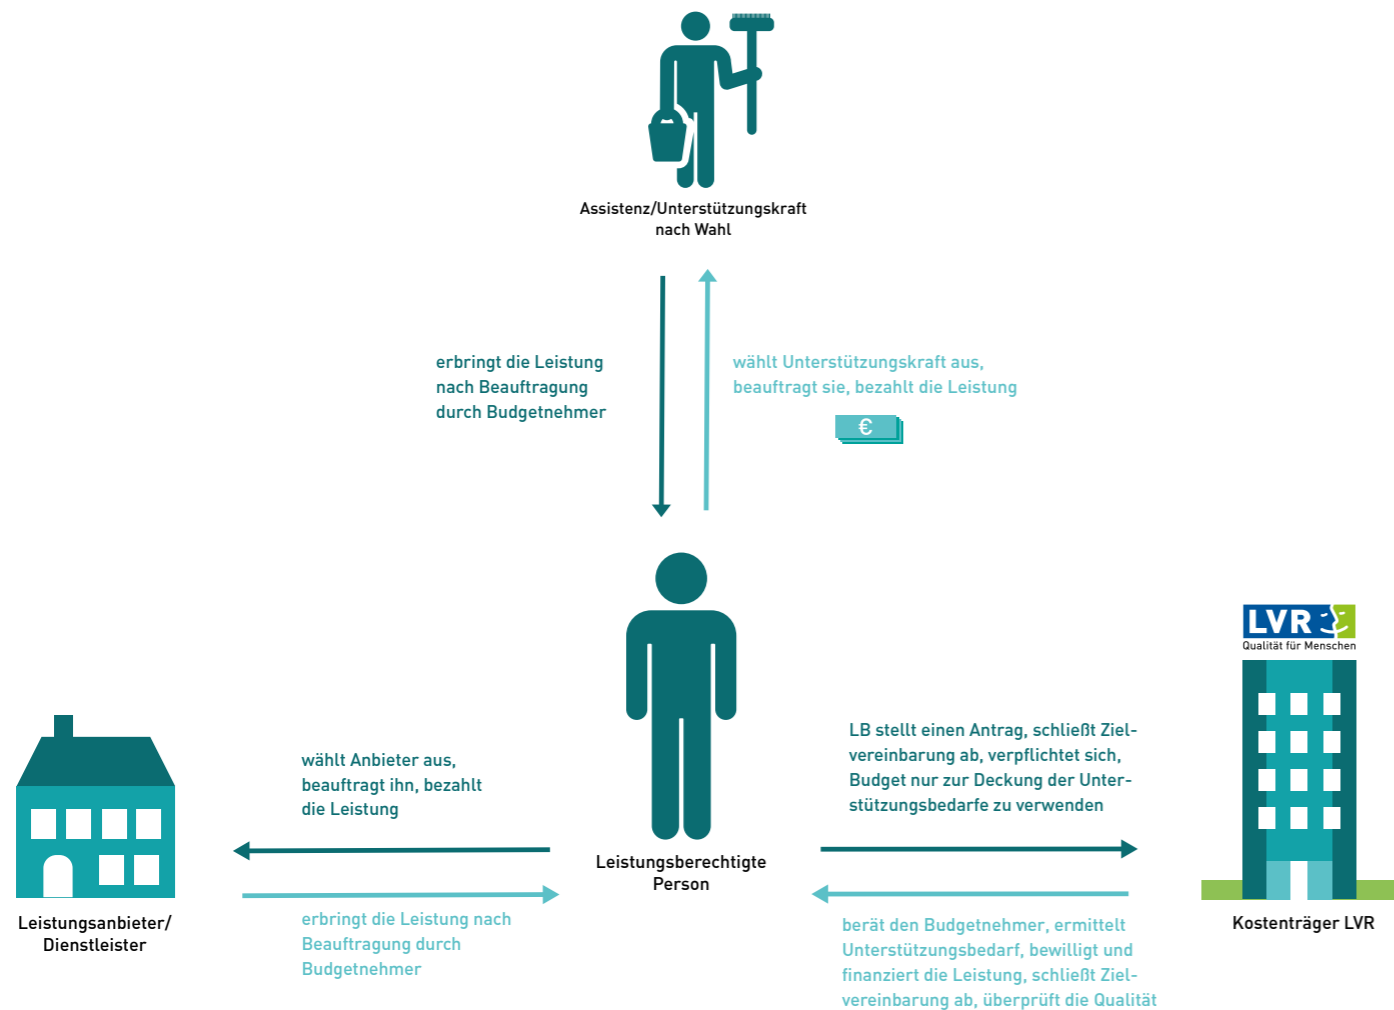 Assistenz/Unterstützungskraft
nach Wahl
erbringt die Leistung
nach Beauftragung
durch Budgetnehmer
wählt Unterstützungskraft aus,
beauftragt sie, bezahlt die Leistung
€
LVR
Qualität für Menschen
wählt Anbieter aus,
beauftragt ihn, bezahlt
die Leistung
LB stellt einen Antrag, schließt Ziel-
vereinbarung ab, verpflichtet sich,
Budget nur zur Deckung der Unter-
stützungsbedarfe zu verwenden
Leistungsberechtigte
Person
Leistungsanbieter/
Dienstleister
erbringt die Leistung nach
Beauftragung durch
Budgetnehmer
berät den Budgetnehmer, ermittelt
Unterstützungsbedarf, bewilligt und
finanziert die Leistung, schließt Ziel-
vereinbarung ab, überprüft die Qualität
Kostenträger LVR